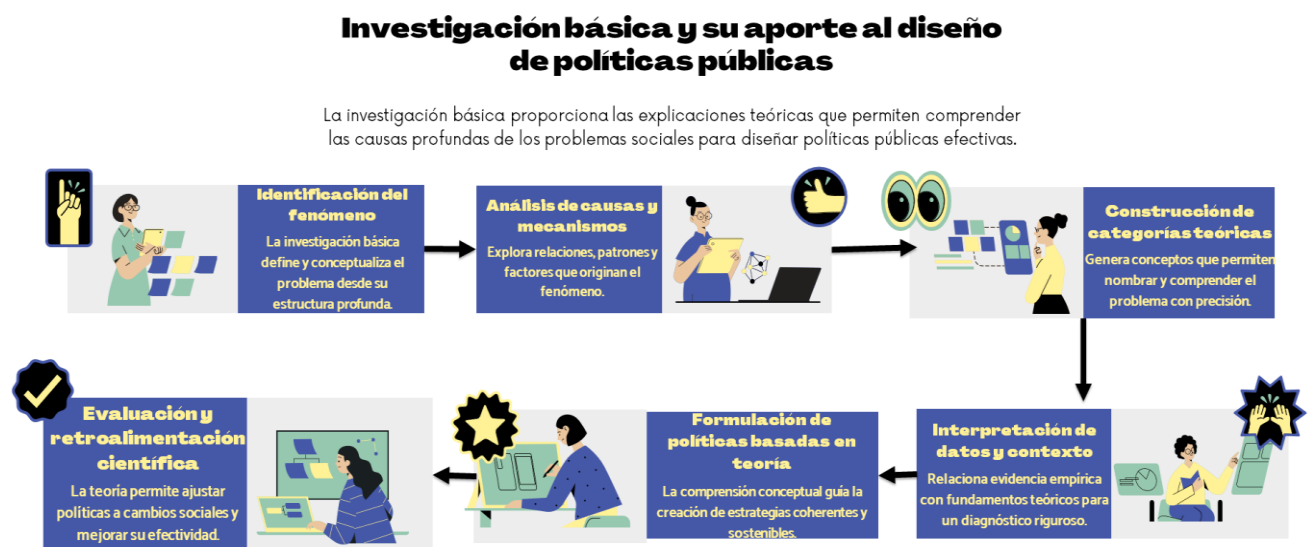 Investigación básica y su aporte al diseño
de políticas públicas
La investigación básica proporciona las explicaciones teóricas que permiten comprender
las causas profundas de los problemas sociales para diseñar políticas públicas efectivas.
Identificación del
fenómeno
La investigación básica
define y conceptualiza el
problema desde su
estructura profunda.
Análisis de causas y
mecanismos
Explora relaciones, patrones y
factores que originan el
fenómeno.
Construcción de
categorías teóricas
Genera conceptos que permiten
nombrar y comprender el
problema con precisión.
Interpretación de
datos y contexto
Relaciona evidencia empírica
con fundamentos teóricos para
un diagnóstico riguroso.
Formulación de
políticas basadas en
teoría
La comprensión conceptual guía la
creación de estrategias coherentes y
sostenibles.
Evaluación y
retroalimentación
científica
La teoría permite ajustar
políticas a cambios sociales y
mejorar su efectividad.